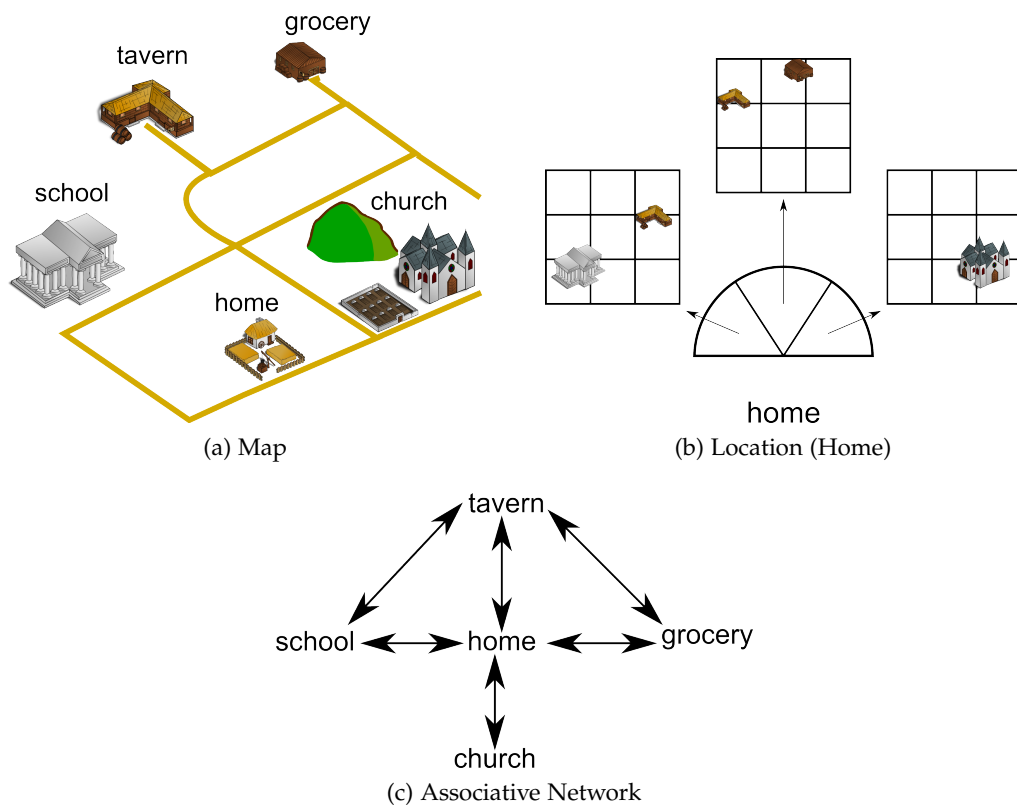 grocery
tavern
school
church
home
(a) Map
home
(b) Location (Home)
tavern
school
home
grocery
church
(c) Associative Network